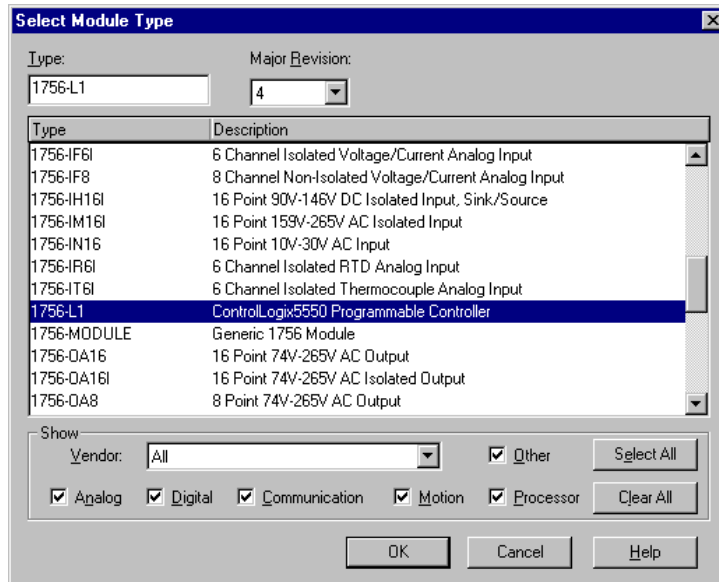 Select Module Type
Type: Major Revision:
1756-L1 4
Type Description
1756-IF6I 6 Channel Isolated Voltage/Current Analog Input
1756-IF8 8 Channel Non-Isolated Voltage/Current Analog Input
1756-IH16I 16 Point 90V-146V DC Isolated Input, Sink/Source
1756-IM16I 16 Point 159V-265V AC Isolated Input
1756-IN16 16 Point 10V-30V AC Input
1756-IR6I 6 Channel Isolated RTD Analog Input
1756-IT6I 6 Channel Isolated Thermocouple Analog Input
1756-L1 ControlLogix5550 Programmable Controller
1756-MODULE Generic 1756 Module
1756-OA16 16 Point 74V-265V AC Output
1756-OA16I 16 Point 74V-265V AC Isolated Output
1756-OA8 8 Point 74V-265V AC Output
Show
Vendor: All Other Select All
Analog Digital Communication Motion Processor Clear All
OK Cancel Help